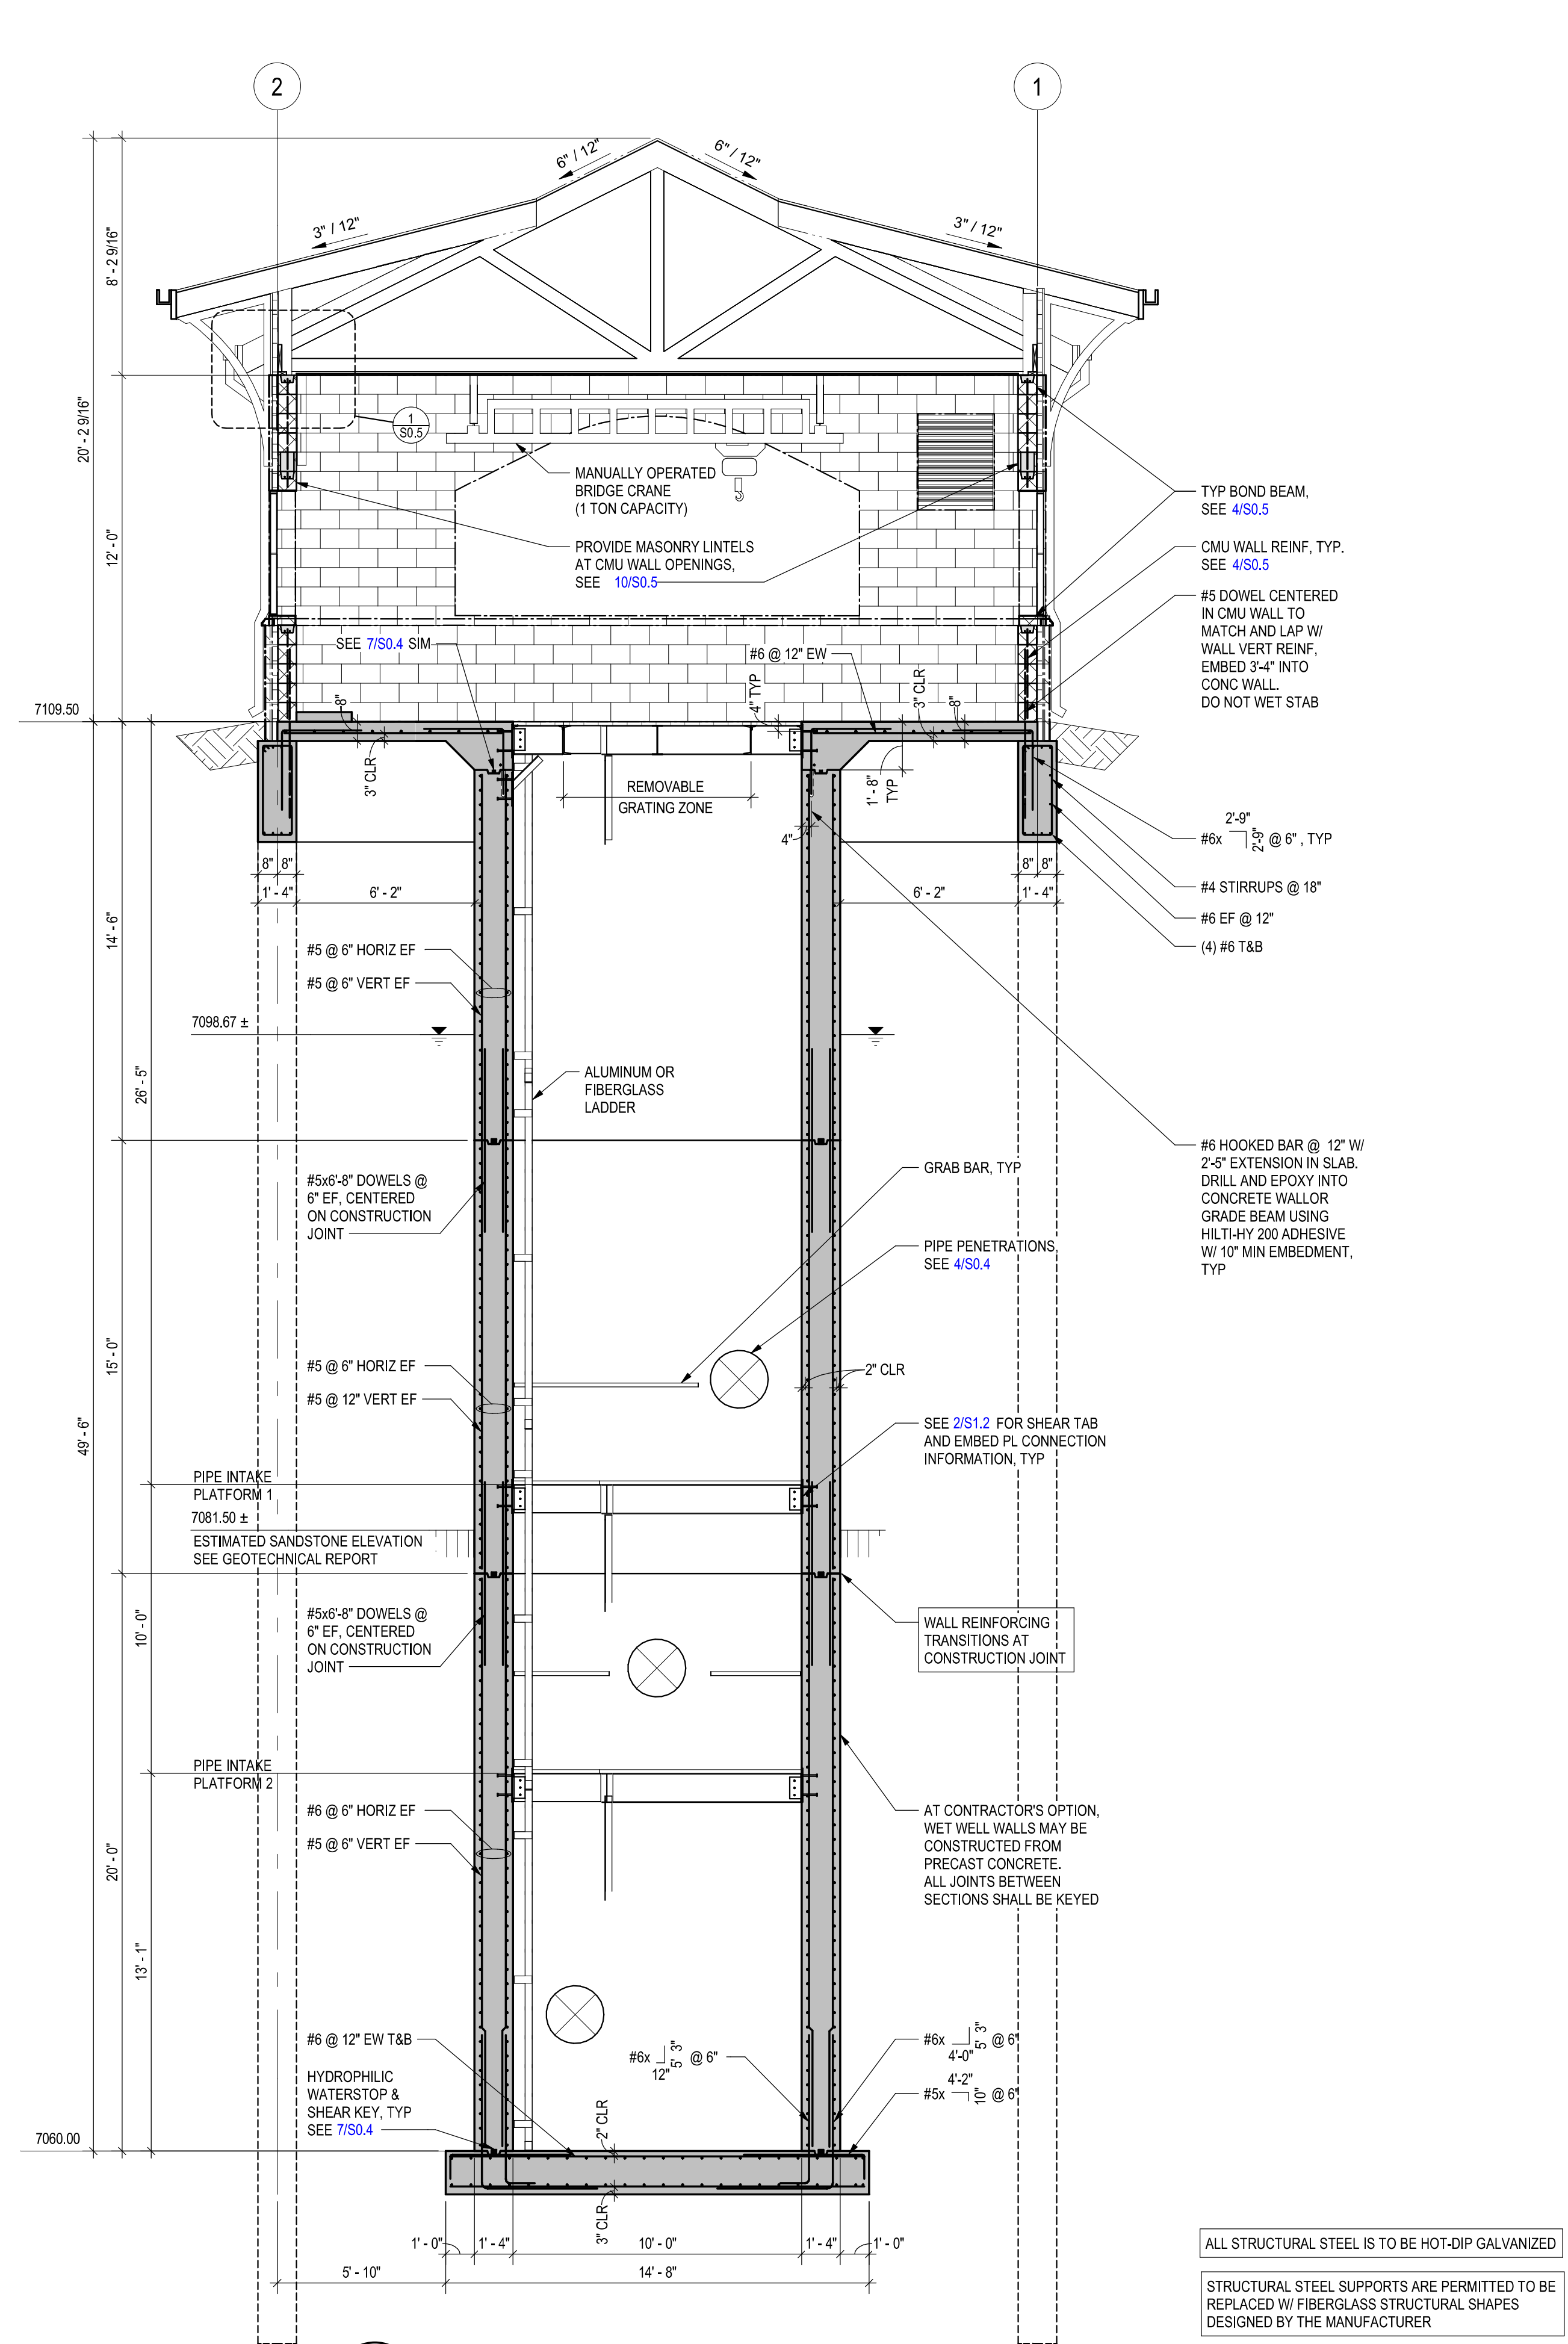 2
1
6" / 12"
6" / 12"
3" / 12"
3" / 12"
8' - 2 9/16"
20' - 2 9/16"
12' - 0"
1
S0.5
MANUALLY OPERATED
BRIDGE CRANE
(1 TON CAPACITY)
PROVIDE MASONRY LINTELS
AT CMU WALL OPENINGS,
SEE 10/S0.5
TYP BOND BEAM,
SEE 4/S0.5
CMU WALL REINF, TYP.
SEE 4/S0.5
#5 DOWEL CENTERED
IN CMU WALL TO
MATCH AND LAP W/
WALL VERT REINF,
EMBED 3'-4" INTO
CONC WALL.
DO NOT WET STAB
SEE 7/S0.4 SIM
#6 @ 12" EW
4" TYP
3" CLR
8"
8"
7109.50
3" CLR
REMOVABLE
GRATING ZONE
1' - 8"
TYP
4"
2'-9"
#6x 2'-9" @ 6" , TYP
#4 STIRRUPS @ 18"
#6 EF @ 12"
(4) #6 T&B
8" 8"
1' - 4"
6' - 2"
8" 8"
6' - 2"
1' - 4"
14' - 6"
#5 @ 6" HORIZ EF
#5 @ 6" VERT EF
7098.67 ±
26' - 5"
ALUMINUM OR
FIBERGLASS
LADDER
#6 HOOKED BAR @ 12" W/
2'-5" EXTENSION IN SLAB.
DRILL AND EPOXY INTO
CONCRETE WALLOR
GRADE BEAM USING
HILTI-HY 200 ADHESIVE
W/ 10" MIN EMBEDMENT,
TYP
#5x6'-8" DOWELS @
6" EF, CENTERED
ON CONSTRUCTION
JOINT
GRAB BAR, TYP
PIPE PENETRATIONS,
SEE 4/S0.4
15' - 0"
#5 @ 6" HORIZ EF
#5 @ 12" VERT EF
2" CLR
49' - 6"
SEE 2/S1.2 FOR SHEAR TAB
AND EMBED PL CONNECTION
INFORMATION, TYP
PIPE INTAKE
PLATFORM 1
7081.50 ±
ESTIMATED SANDSTONE ELEVATION
SEE GEOTECHNICAL REPORT
10' - 0"
#5x6'-8" DOWELS @
6" EF, CENTERED
ON CONSTRUCTION
JOINT
WALL REINFORCING
TRANSITIONS AT
CONSTRUCTION JOINT
PIPE INTAKE
PLATFORM 2
#6 @ 6" HORIZ EF
#5 @ 6" VERT EF
20' - 0"
AT CONTRACTOR'S OPTION,
WET WELL WALLS MAY BE
CONSTRUCTED FROM
PRECAST CONCRETE.
ALL JOINTS BETWEEN
SECTIONS SHALL BE KEYED
13' - 1"
#6 @ 12" EW T&B
HYDROPHILIC
WATERSTOP &
SHEAR KEY, TYP
SEE 7/S0.4
#6x 5' 3" @ 6"
12"
#6x 5' 3" @ 6"
4'-0"
4'-2"
#5x 10" @ 6"
2" CLR
7060.00
3" CLR
1' - 0" 1' - 4" 10' - 0" 1' - 4" 1' - 0"
5' - 10" 14' - 8"
ALL STRUCTURAL STEEL IS TO BE HOT-DIP GALVANIZED
STRUCTURAL STEEL SUPPORTS ARE PERMITTED TO BE
REPLACED W/ FIBERGLASS STRUCTURAL SHAPES
DESIGNED BY THE MANUFACTURER